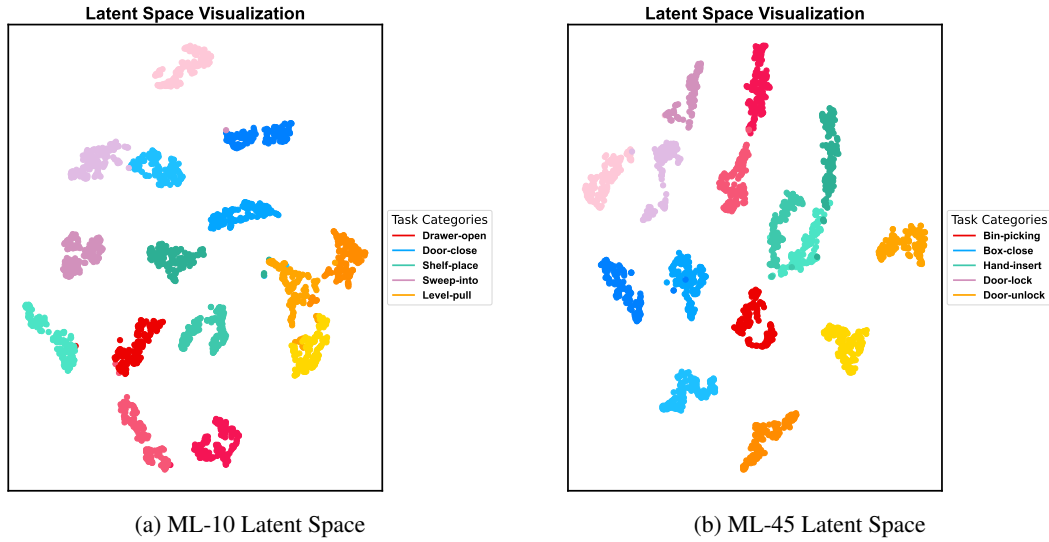 Latent Space Visualization
Task Categories
Drawer-open
Door-close
Shelf-place
Sweep-into
Level-pull
(a) ML-10 Latent Space
Latent Space Visualization
Task Categories
Bin-picking
Box-close
Hand-insert
Door-lock
Door-unlock
(b) ML-45 Latent Space